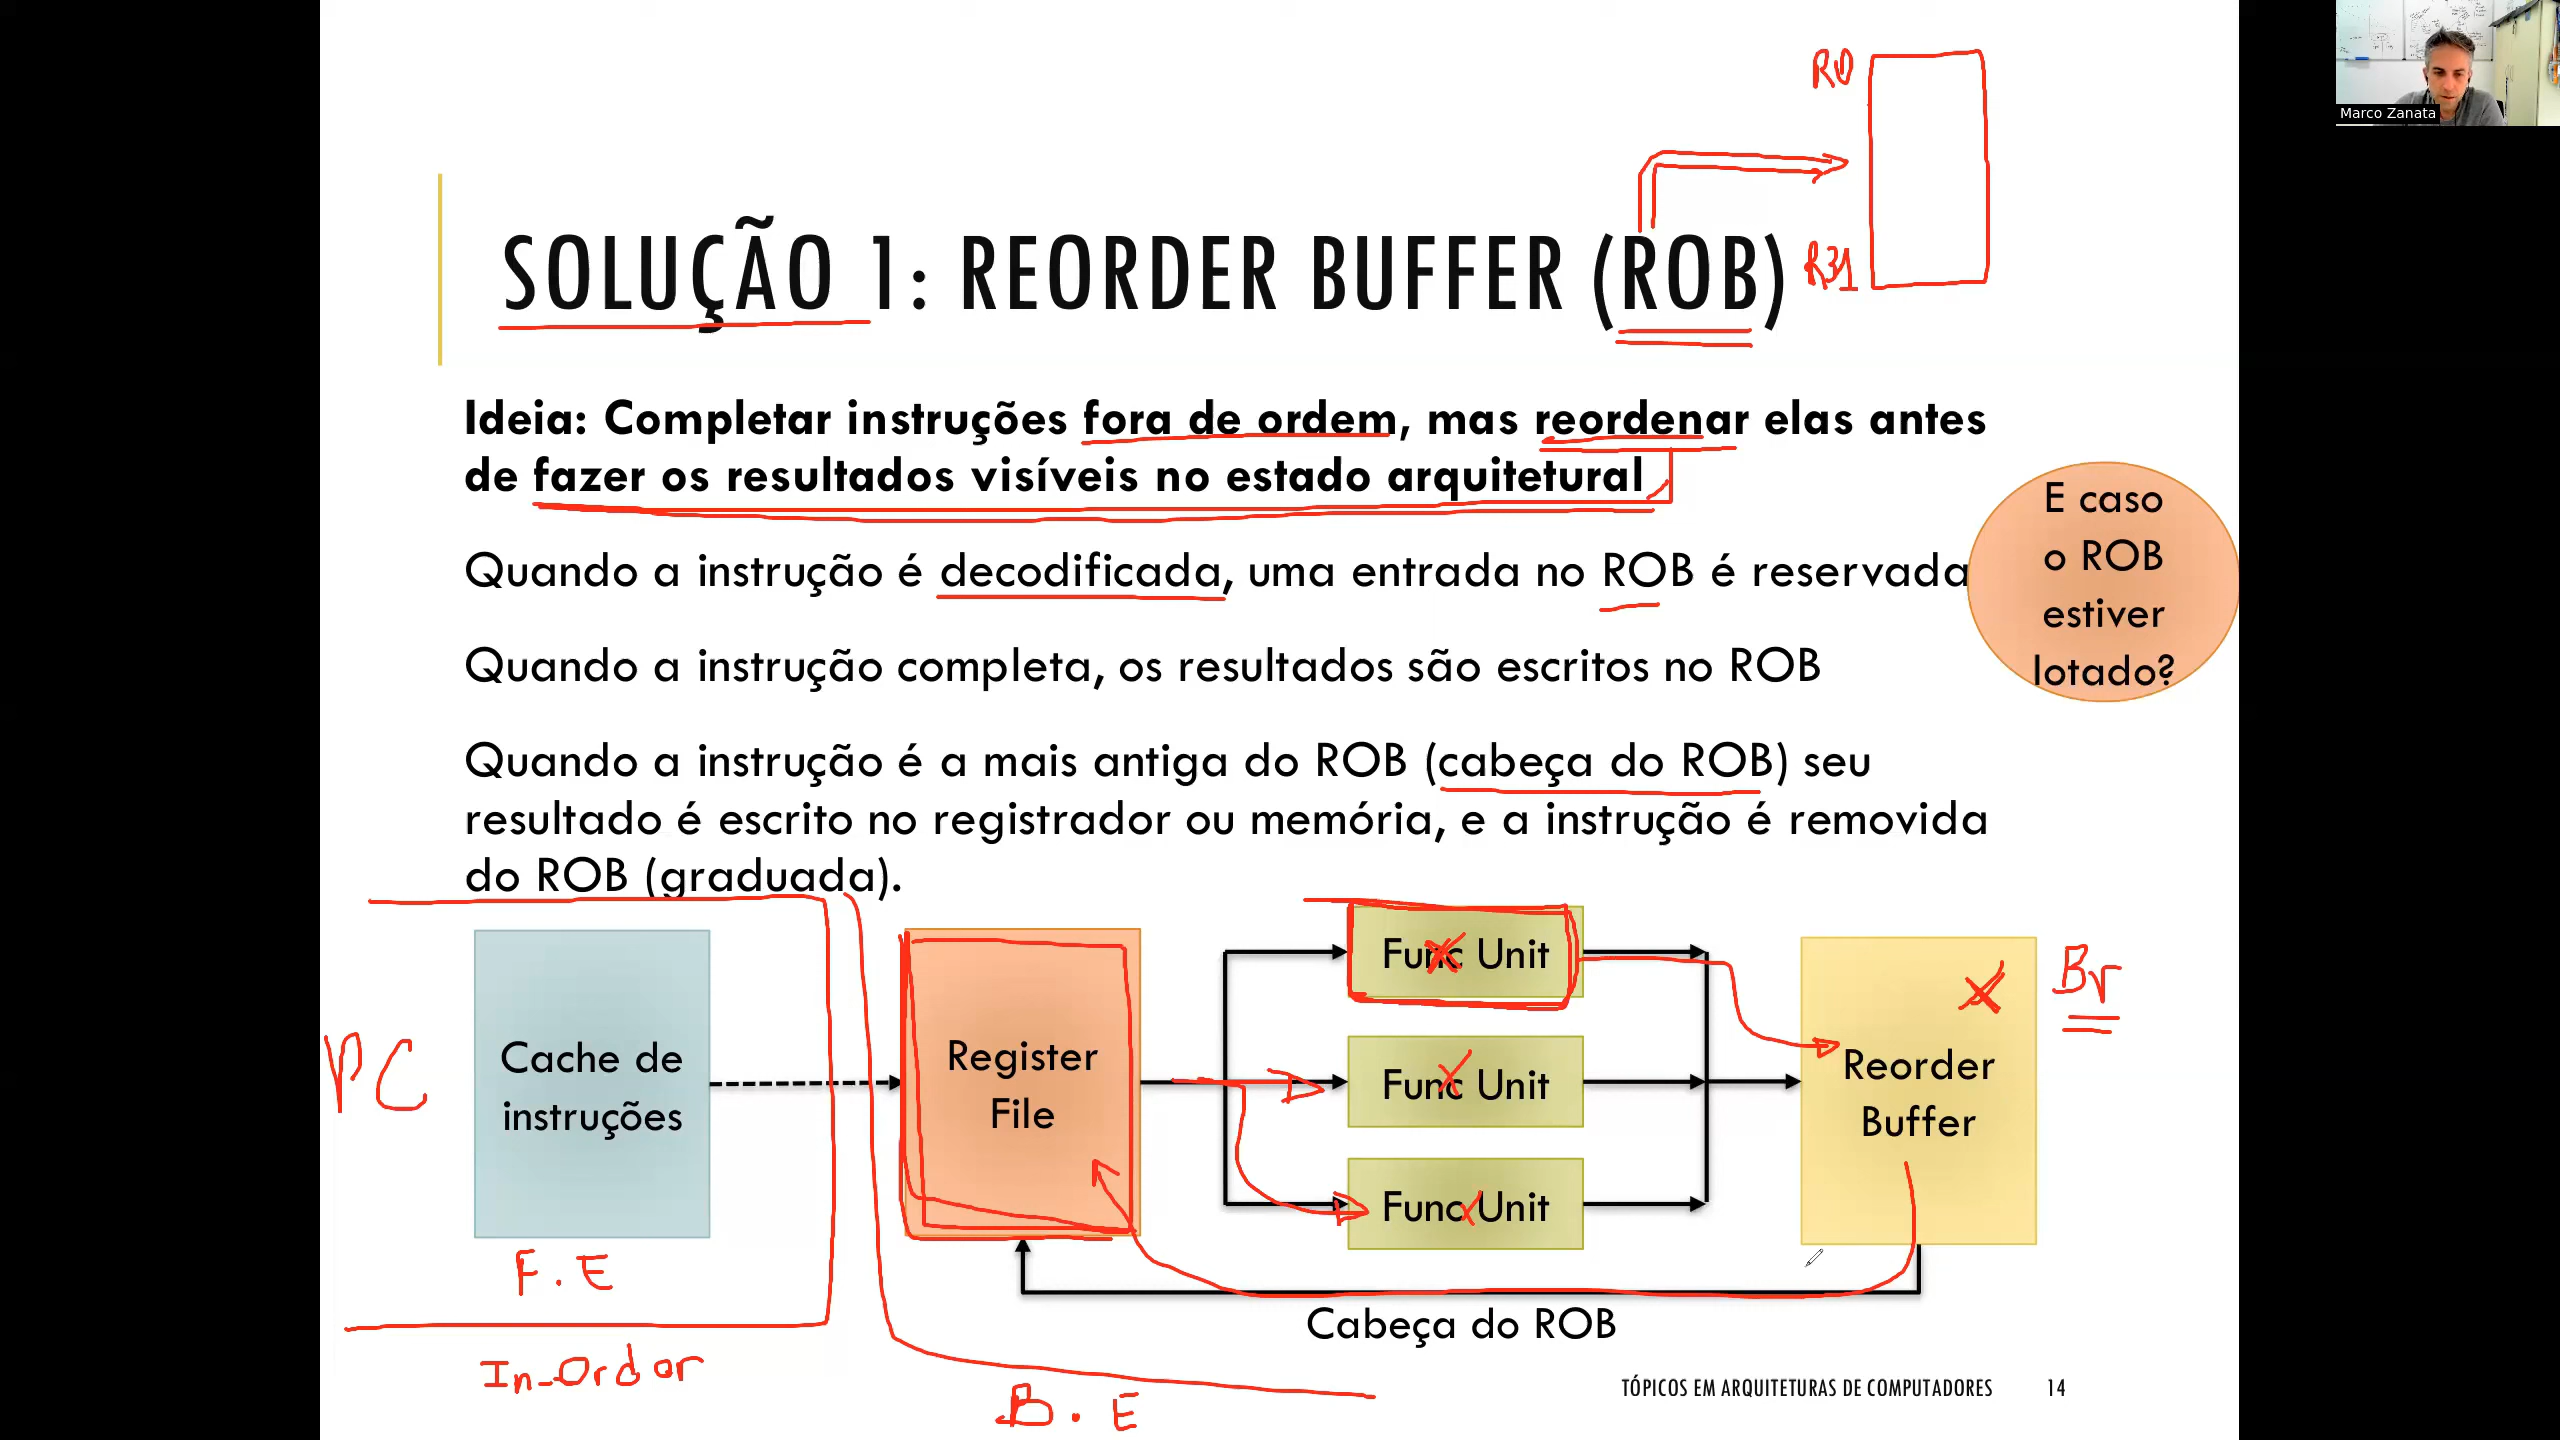 Marco Zanata
R0
R31
SOLUÇÃO 1: REORDER BUFFER (ROB)
Ideia: Completar instruções fora de ordem, mas reordenar elas antes
de fazer os resultados visíveis no estado arquitetural
Quando a instrução é decodificada, uma entrada no ROB é reservada
E caso
o ROB
estiver
lotado?
Quando a instrução completa, os resultados são escritos no ROB
Quando a instrução é a mais antiga do ROB (cabeça do ROB) seu
resultado é escrito no registrador ou memória, e a instrução é removida
do ROB (graduada).
PC
Cache de
instruções
F.E
In-Order
Register
File
Func Unit
Func Unit
Func Unit
Reorder
Buffer
Br
Cabeça do ROB
B.E
TÓPICOS EM ARQUITETURAS DE COMPUTADORES 14